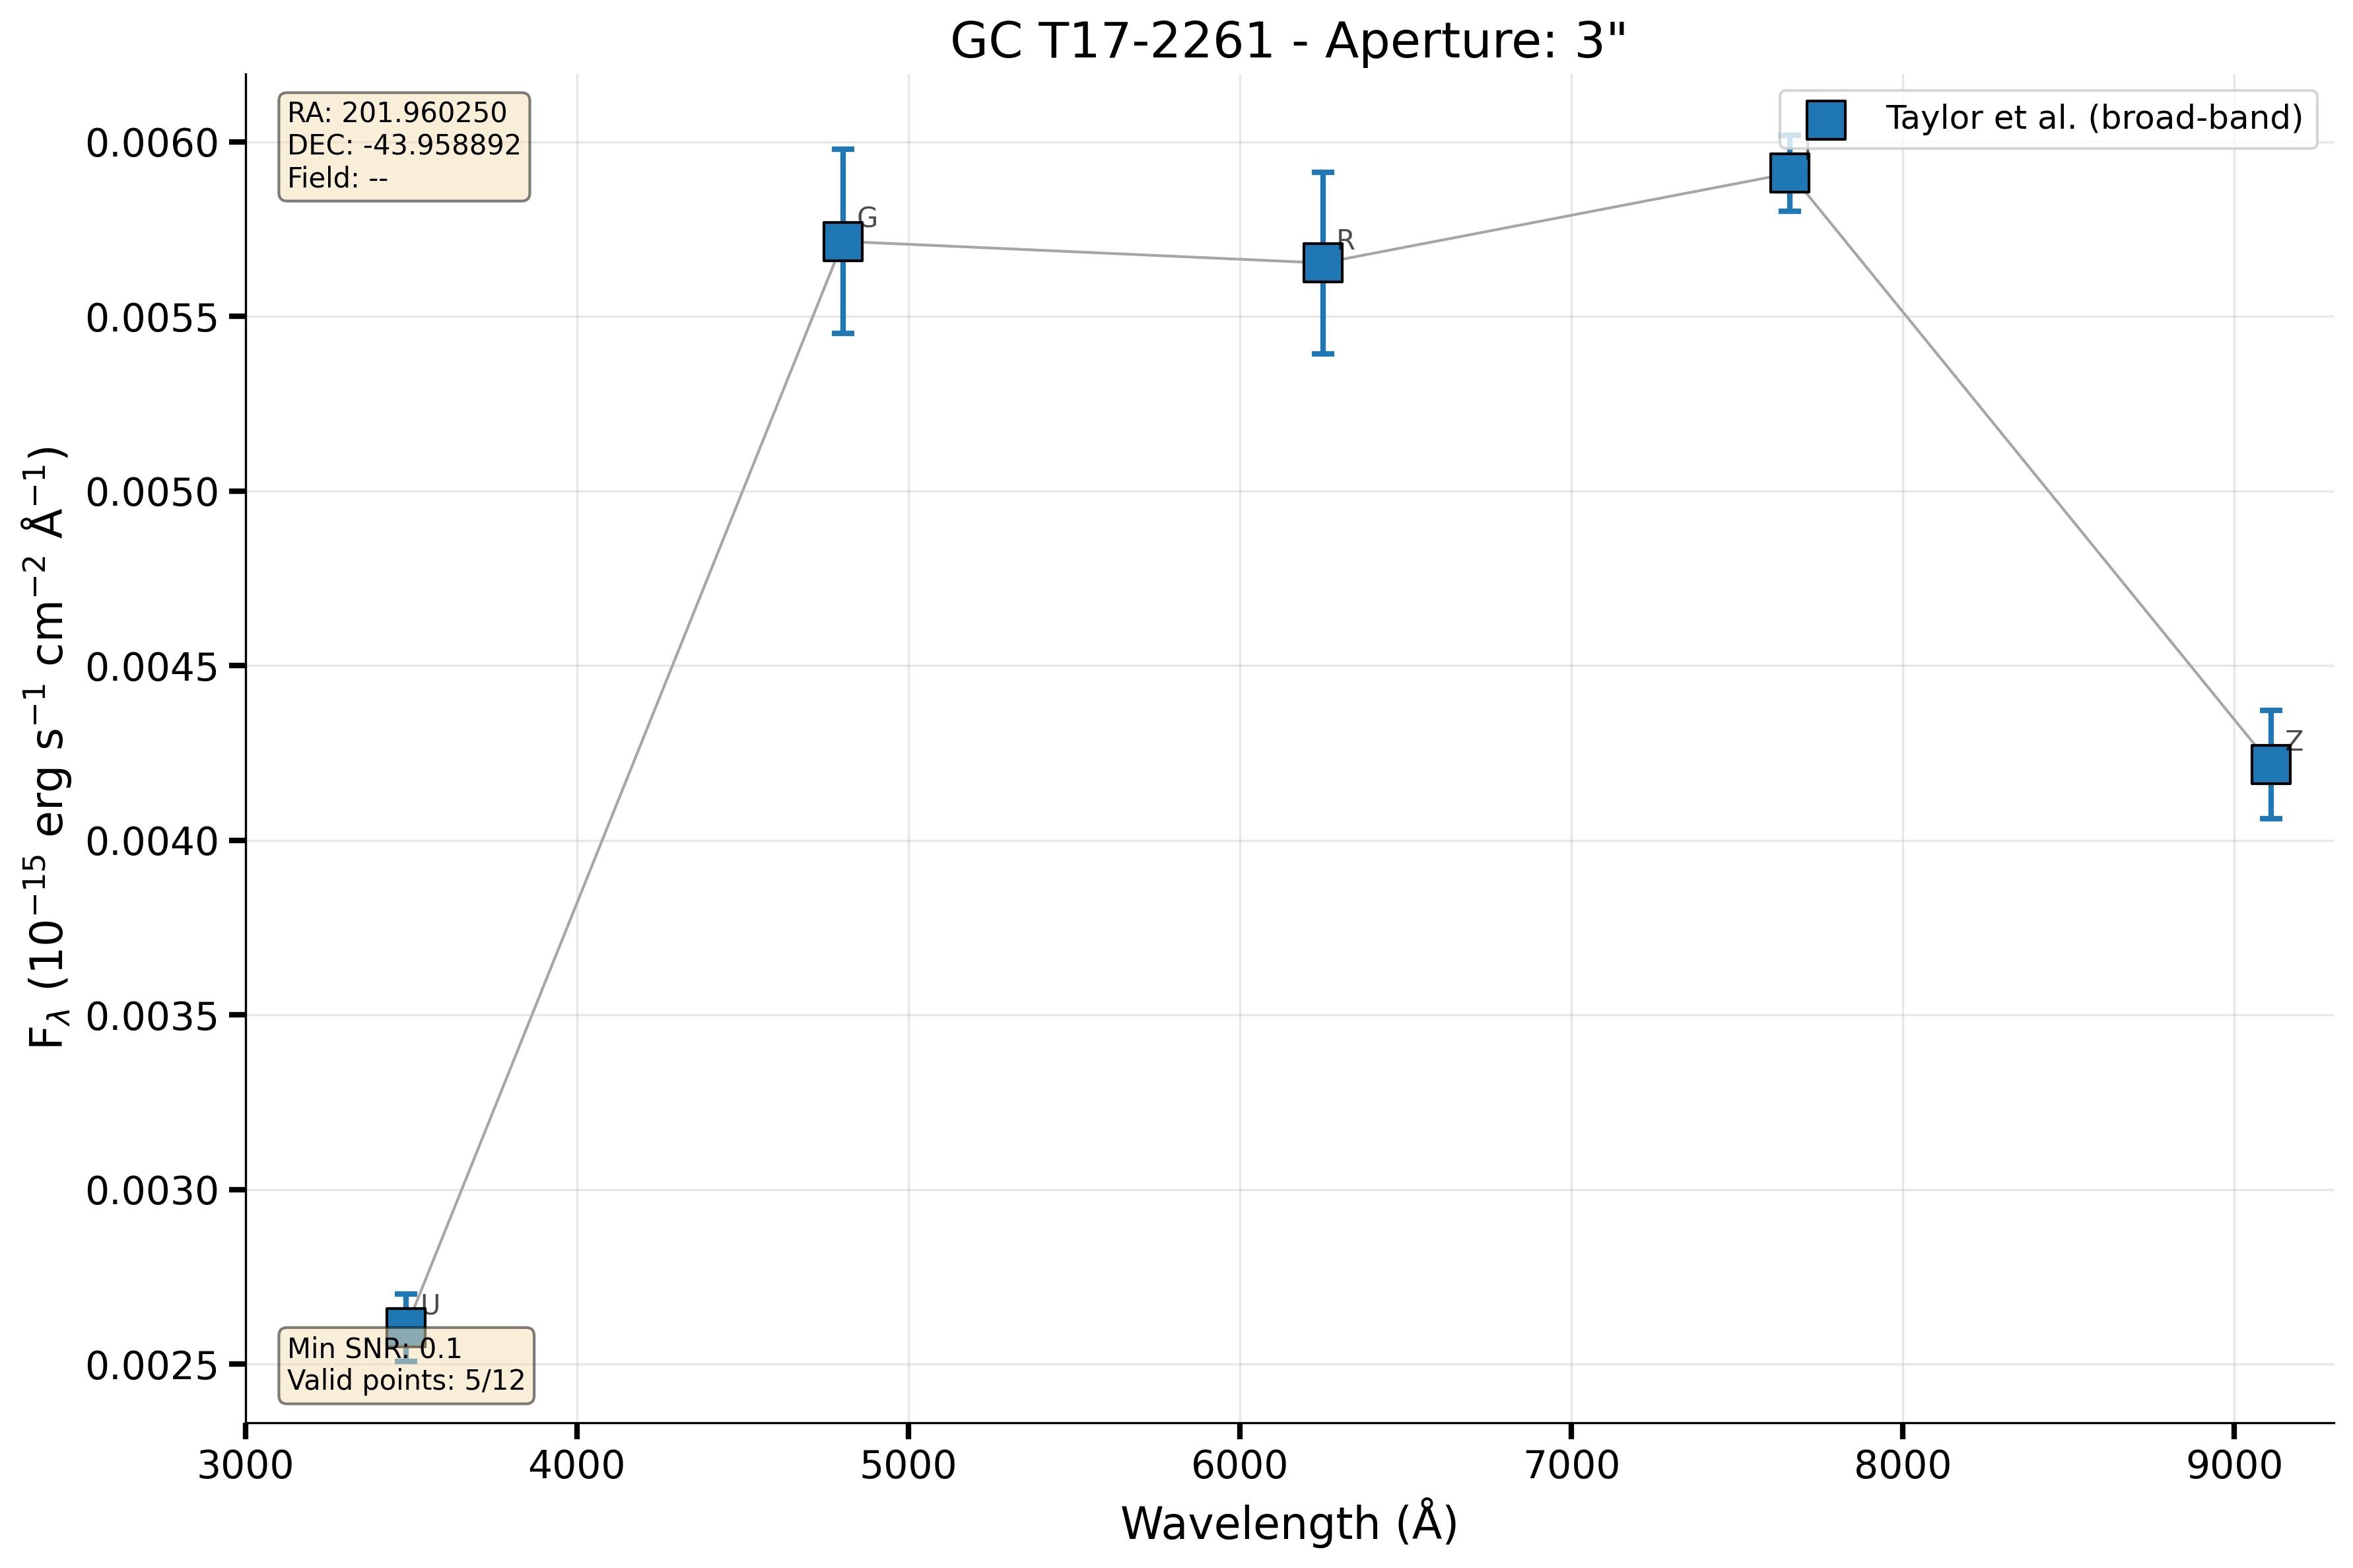 GC T17-2261 - Aperture: 3"
RA: 201.960250
DEC: -43.958892
Field: --
Taylor et al. (broad-band)
G
R
Z
U
Min SNR: 0.1
Valid points: 5/12
0.0060
0.0055
0.0050
0.0045
0.0040
0.0035
0.0030
0.0025
F_λ (10⁻¹⁵ erg s⁻¹ cm⁻² Å⁻¹)
3000 4000 5000 6000 7000 8000 9000
Wavelength (Å)